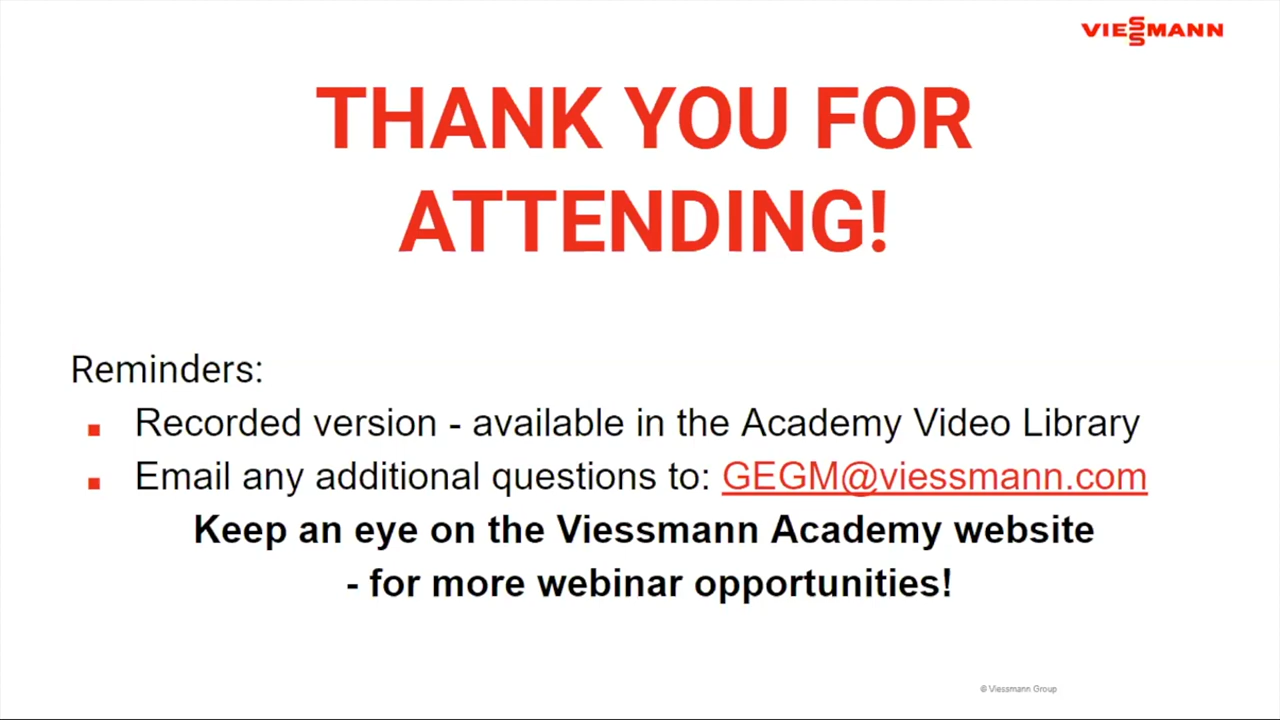 VIESSMANN
THANK YOU FOR
ATTENDING!
Reminders:
▪ Recorded version - available in the Academy Video Library
▪ Email any additional questions to: GEGM@viessmann.com
Keep an eye on the Viessmann Academy website
- for more webinar opportunities!
© Viessmann Group